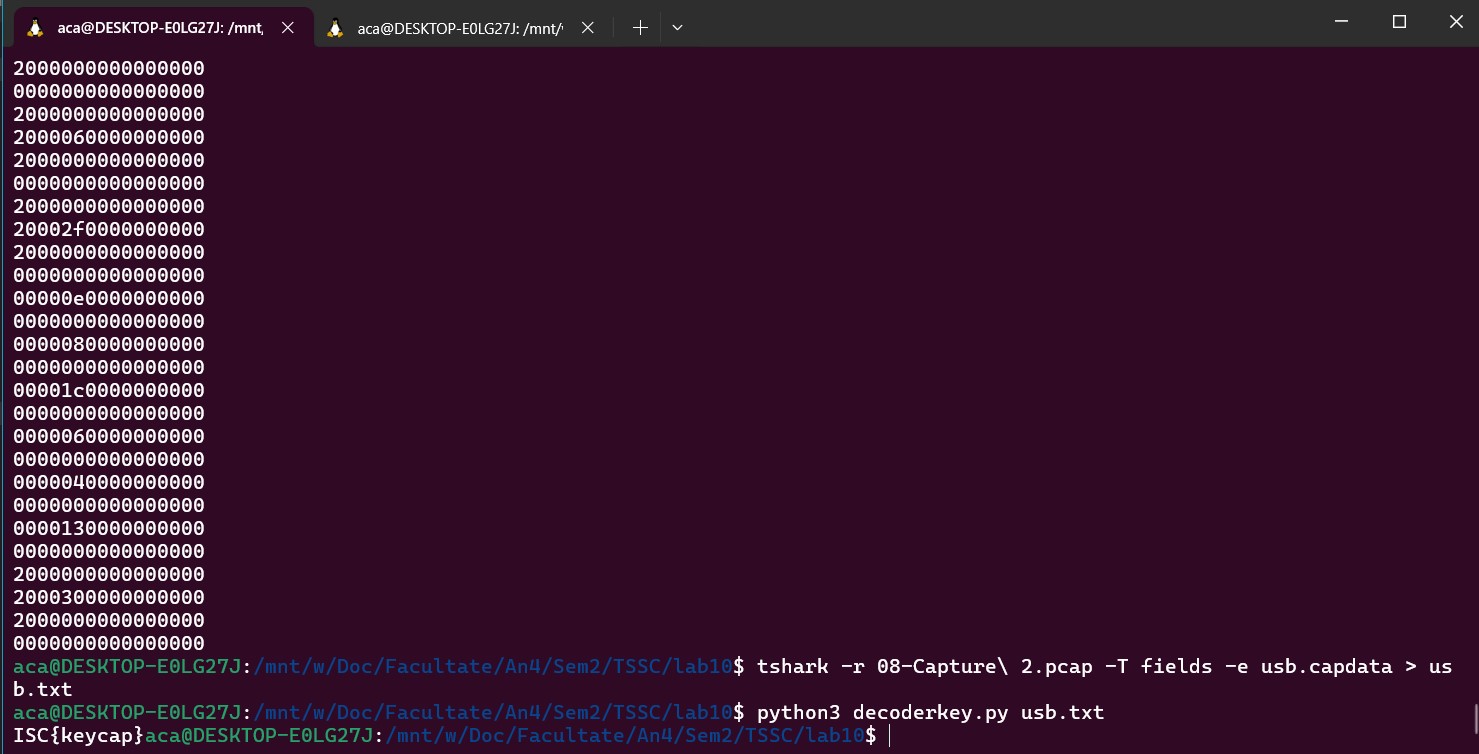 aca@DESKTOP-E0LG27J: /mnt, aca@DESKTOP-E0LG27J: /mnt/
2000000000000000
0000000000000000
2000000000000000
2000060000000000
2000000000000000
0000000000000000
2000000000000000
20002f0000000000
2000000000000000
0000000000000000
00000e0000000000
0000000000000000
0000080000000000
0000000000000000
00001c0000000000
0000000000000000
0000060000000000
0000000000000000
0000040000000000
0000000000000000
0000130000000000
0000000000000000
2000000000000000
2000300000000000
2000000000000000
0000000000000000
aca@DESKTOP-E0LG27J:/mnt/w/Doc/Facultate/An4/Sem2/TSSC/lab10$ tshark -r 08-Capture\ 2.pcap -T fields -e usb.capdata > us
b.txt
aca@DESKTOP-E0LG27J:/mnt/w/Doc/Facultate/An4/Sem2/TSSC/lab10$ python3 decoderkey.py usb.txt
ISC{keycap}aca@DESKTOP-E0LG27J:/mnt/w/Doc/Facultate/An4/Sem2/TSSC/lab10$